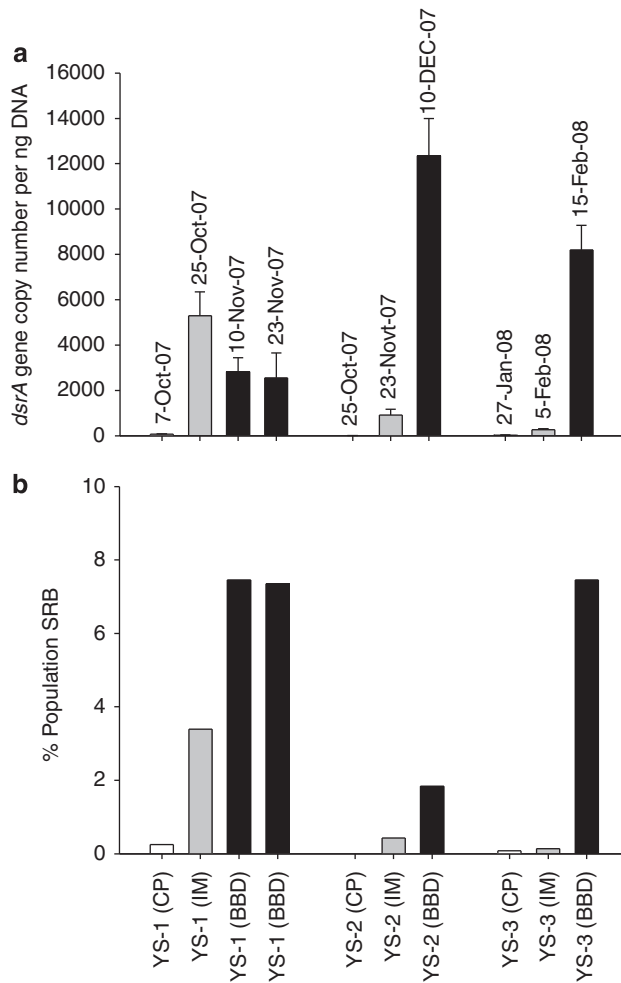 a
dsrA gene copy number per ng DNA
16000
14000
12000
10000
8000
6000
4000
2000
0
7-Oct-07
25-Oct-07
10-Nov-07
23-Nov-07
25-Oct-07
23-Novt-07
10-DEC-07
27-Jan-08
5-Feb-08
15-Feb-08
b
% Population SRB
10
8
6
4
2
0
YS-1 (CP)
YS-1 (IM)
YS-1 (BBD)
YS-1 (BBD)
YS-2 (CP)
YS-2 (IM)
YS-2 (BBD)
YS-3 (CP)
YS-3 (IM)
YS-3 (BBD)